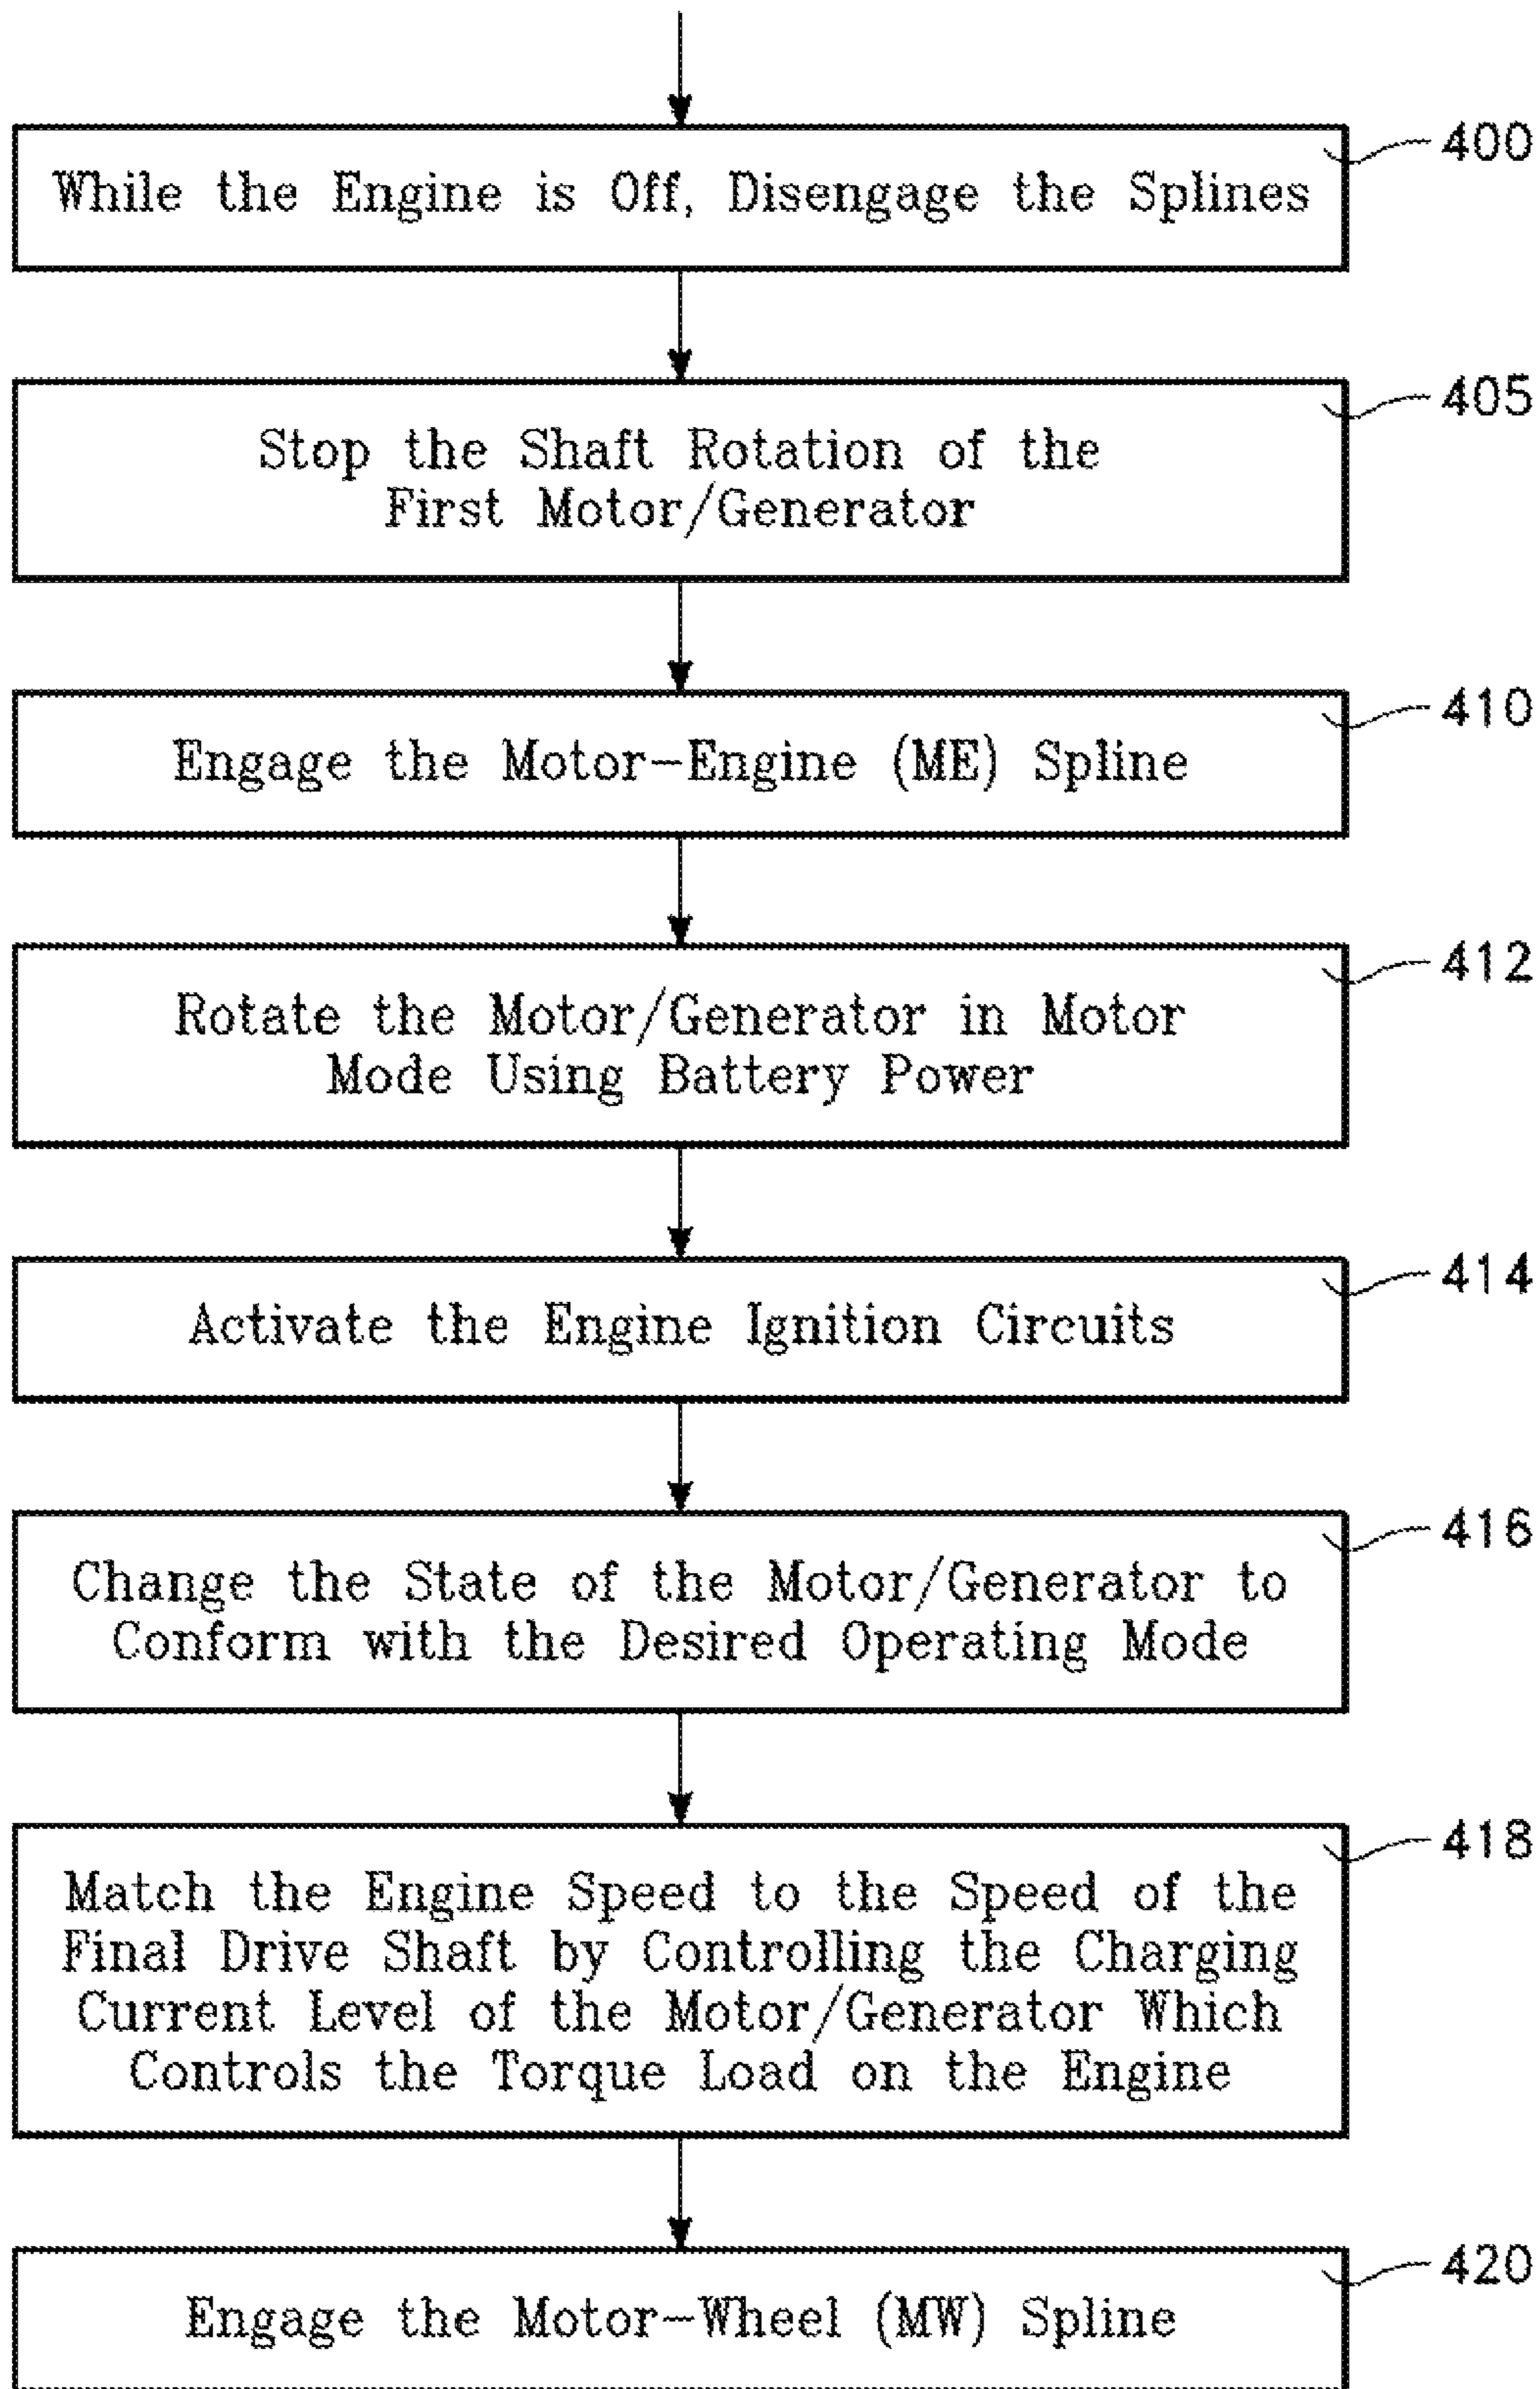 400
While the Engine is Off, Disengage the Splines
405
Stop the Shaft Rotation of the
First Motor/Generator
410
Engage the Motor-Engine (ME) Spline
412
Rotate the Motor/Generator in Motor
Mode Using Battery Power
414
Activate the Engine Ignition Circuits
416
Change the State of the Motor/Generator to
Conform with the Desired Operating Mode
418
Match the Engine Speed to the Speed of the
Final Drive Shaft by Controlling the Charging
Current Level of the Motor/Generator Which
Controls the Torque Load on the Engine
420
Engage the Motor-Wheel (MW) Spline